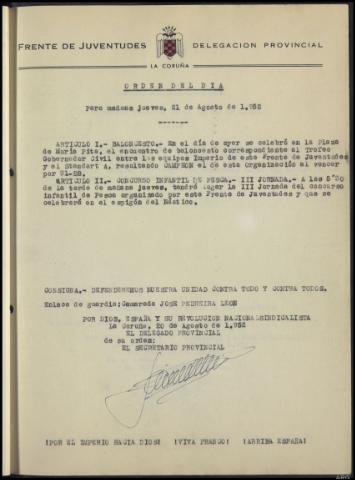 FRENTE DE JUVENTUDES DELEGACION PROVINCIAL
LA CORUÑA
ORDEN DEL DIA
Para mañana jueves, 21 de Agosto de 1.952
ARTICULO I.- BALONCESTO.- En el día de ayer se celebró en la Plaza
de María Pita, el encuentro de baloncesto correspondiente al Trofeo
Gobernador Civil entre los equipos Imperio de este Frente de Juventudes
y el Standart A, resultando CAMPEON el de esta Organización al vencer
por 31-28.
ARTICULO II.- CONCURSO INFANTIL DE PESCA.- III JORNADA.- A las 5'30
de la tarde de mañana jueves, tendrá lugar la III Jornada del concurso
infantil de Pesca organizado por este Frente de Juventudes y que se
celebrará en el espigón del Náutico.
CONSIGNA.- DEFENDEREMOS NUESTRA UNIDAD CONTRA TODO Y CONTRA TODOS.
Enlace de guardia: Camarada JOSE PEDREIRA LEON
POR DIOS, ESPAÑA Y SU REVOLUCION NACIONALSINDICALISTA
La Coruña, 20 de Agosto de 1.952
EL DELEGADO PROVINCIAL
de su orden:
EL SECRETARIO PROVINCIAL
¡POR EL IMPERIO HACIA DIOS! ¡VIVA FRANCO! ¡ARRIBA ESPAÑA!